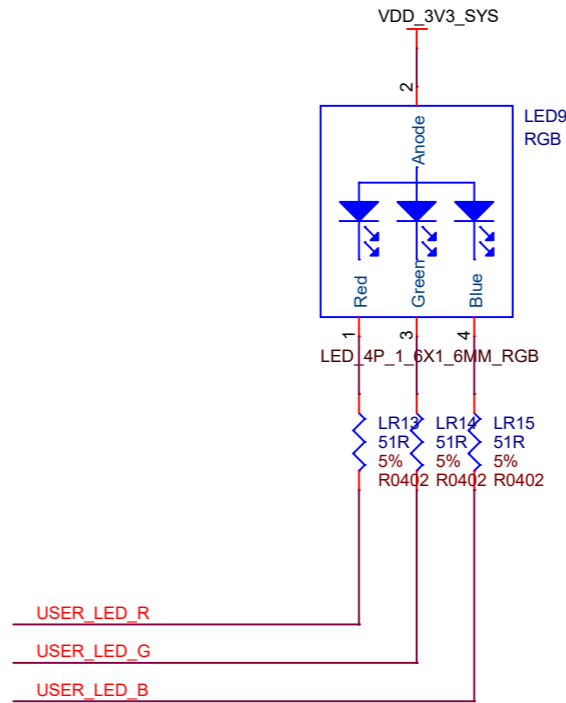 VDD_3V3_SYS
2
LED9
RGB
Anode
Red
Green
Blue
1
3
4
LED_4P_1_6X1_6MM_RGB
LR13
LR14
LR15
51R
51R
51R
5%
5%
5%
R0402
R0402
R0402
USER_LED_R
USER_LED_G
USER_LED_B